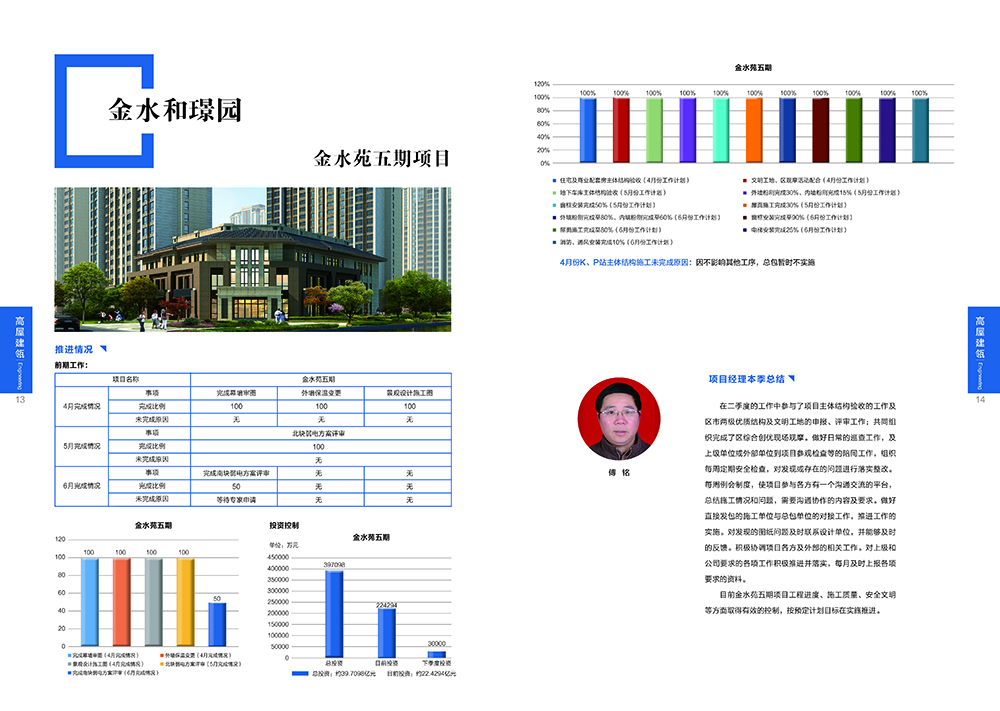 金水和璟园
金水苑五期项目
推进情况
前期工作：
项目名称 金水苑五期
4月完成情况 事项 完成幕墙审图 外墙保温变更 景观设计施工图
完成比例 100 100 100
未完成原因 无 无 无
5月完成情况 事项 北块弱电方案评审
完成比例 100
未完成原因 无
6月完成情况 事项 完成南块弱电方案评审 无 无
完成比例 50 无 无
未完成原因 等待专家申请 无 无
金水苑五期
120
100
80
60
40
20
0
100 100 100 100 50
完成幕墙审图（4月完成情况） 外墙保温变更（4月完成情况）
景观设计施工图（4月完成情况） 北块弱电方案评审（5月完成情况）
完成南块弱电方案评审（6月完成情况）
投资控制
金水苑五期
单位：万元
450000
400000
350000
300000
250000
200000
150000
100000
50000
0
397098 224294 30000
总投资 目前投资 下季度投资
总投资：约39.7098亿元 目前投资：约22.4294亿元
高屋建瓴 Engineering
13
金水苑五期
120%
100%
80%
60%
40%
20%
0%
100% 100% 100% 100% 100% 100% 100% 100% 100% 100% 100%
住宅及商业配套房主体结构验收（4月份工作计划） 文明工地、区观摩活动配合（4月份工作计划）
地下车库主体结构验收（5月份工作计划） 外墙粉刷完成30%、内墙粉刷完成15%（5月份工作计划）
窗框安装完成50%（5月份工作计划） 屋面施工完成30%（5月份工作计划）
外墙粉刷完成至80%、内墙粉刷完成至60%（6月份工作计划） 窗框安装完成至90%（6月份工作计划）
屋面施工完成至80%（6月份工作计划） 电梯安装完成25%（6月份工作计划）
消防、通风安装完成10%（6月份工作计划）
4月份K、P站主体结构施工未完成原因：因不影响其他工序，总包暂时不实施
傅 铭
项目经理本季总结
在二季度的工作中参与了项目主体结构验收的工作及
区市两级优质结构及文明工地的申报、评审工作；共同组
织完成了区综合创优现场观摩。做好日常的巡查工作，及
上级单位或外部单位到项目参观检查等的陪同工作，组织
每周定期安全检查，对发现或存在的问题进行落实整改。
每周例会制度，使项目参与各方有一个沟通交流的平台，
总结施工情况和问题，需要沟通协作的内容及要求。做好
直接发包的施工单位与总包单位的对接工作，推进工作的
实施。对发现的图纸问题及时联系设计单位，并能够及时
的反馈。积极协调项目各方及外部的相关工作。对上级和
公司要求的各项工作积极推进并落实，每月及时上报各项
要求的资料。
目前金水苑五期项目工程进度、施工质量、安全文明
等方面取得有效的控制，按预定计划目标在实施推进。
高屋建瓴 Engineering
14